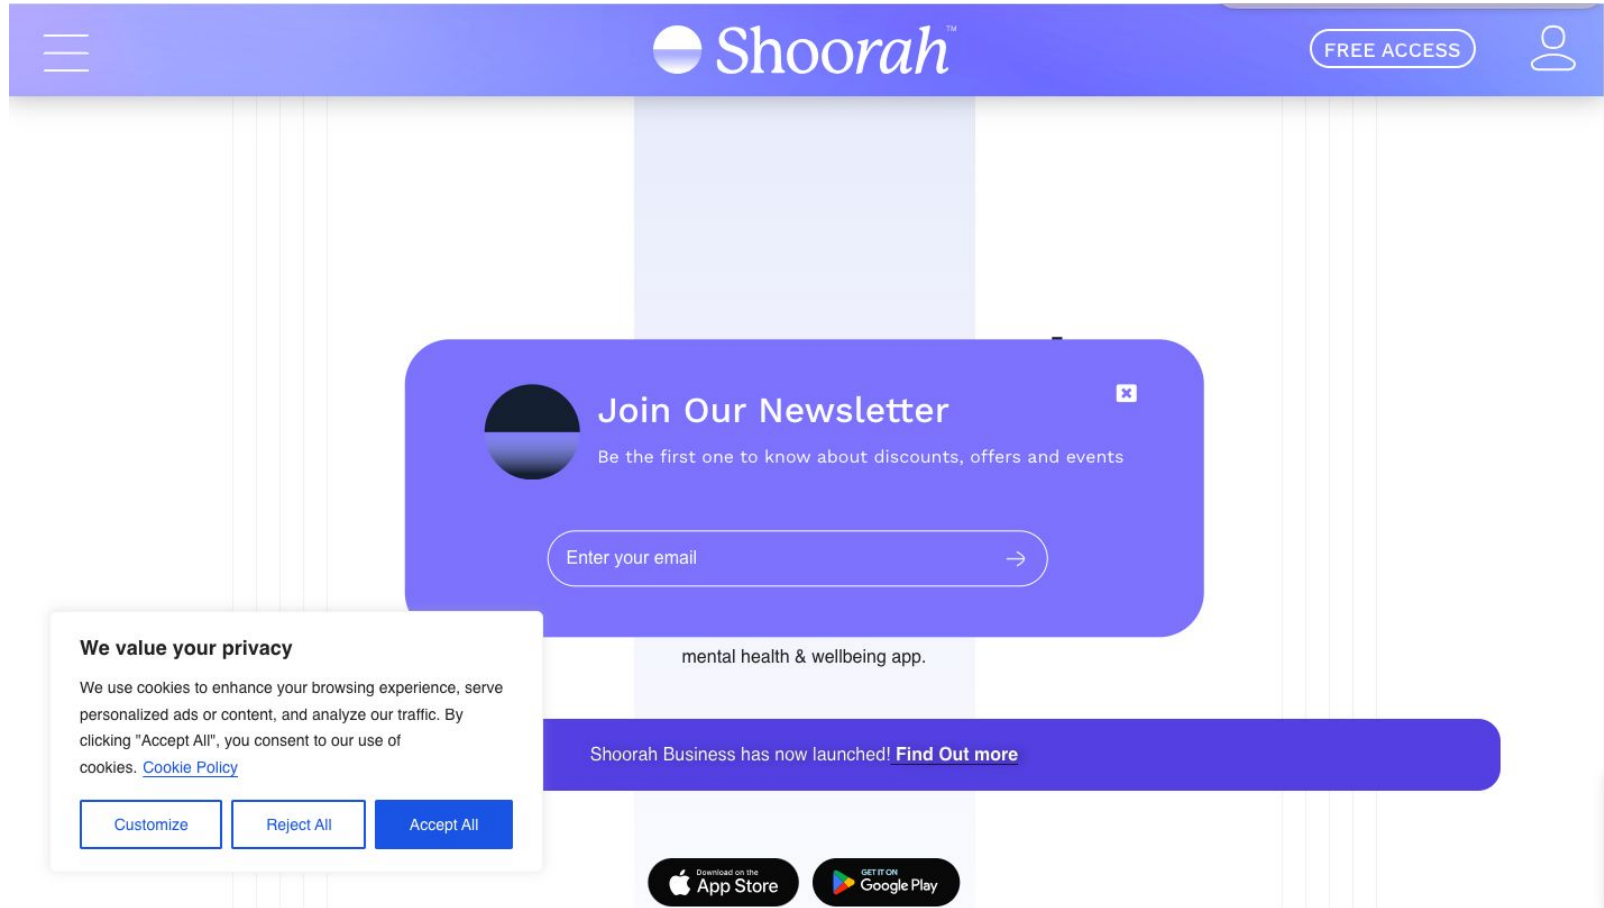 Shoorah™
FREE ACCESS
Join Our Newsletter
Be the first one to know about discounts, offers and events
Enter your email
mental health & wellbeing app.
We value your privacy
We use cookies to enhance your browsing experience, serve
personalized ads or content, and analyze our traffic. By
clicking "Accept All", you consent to our use of
cookies. Cookie Policy
Customize
Reject All
Accept All
Shoorah Business has now launched! Find Out more
Download on the
App Store
GET IT ON
Google Play